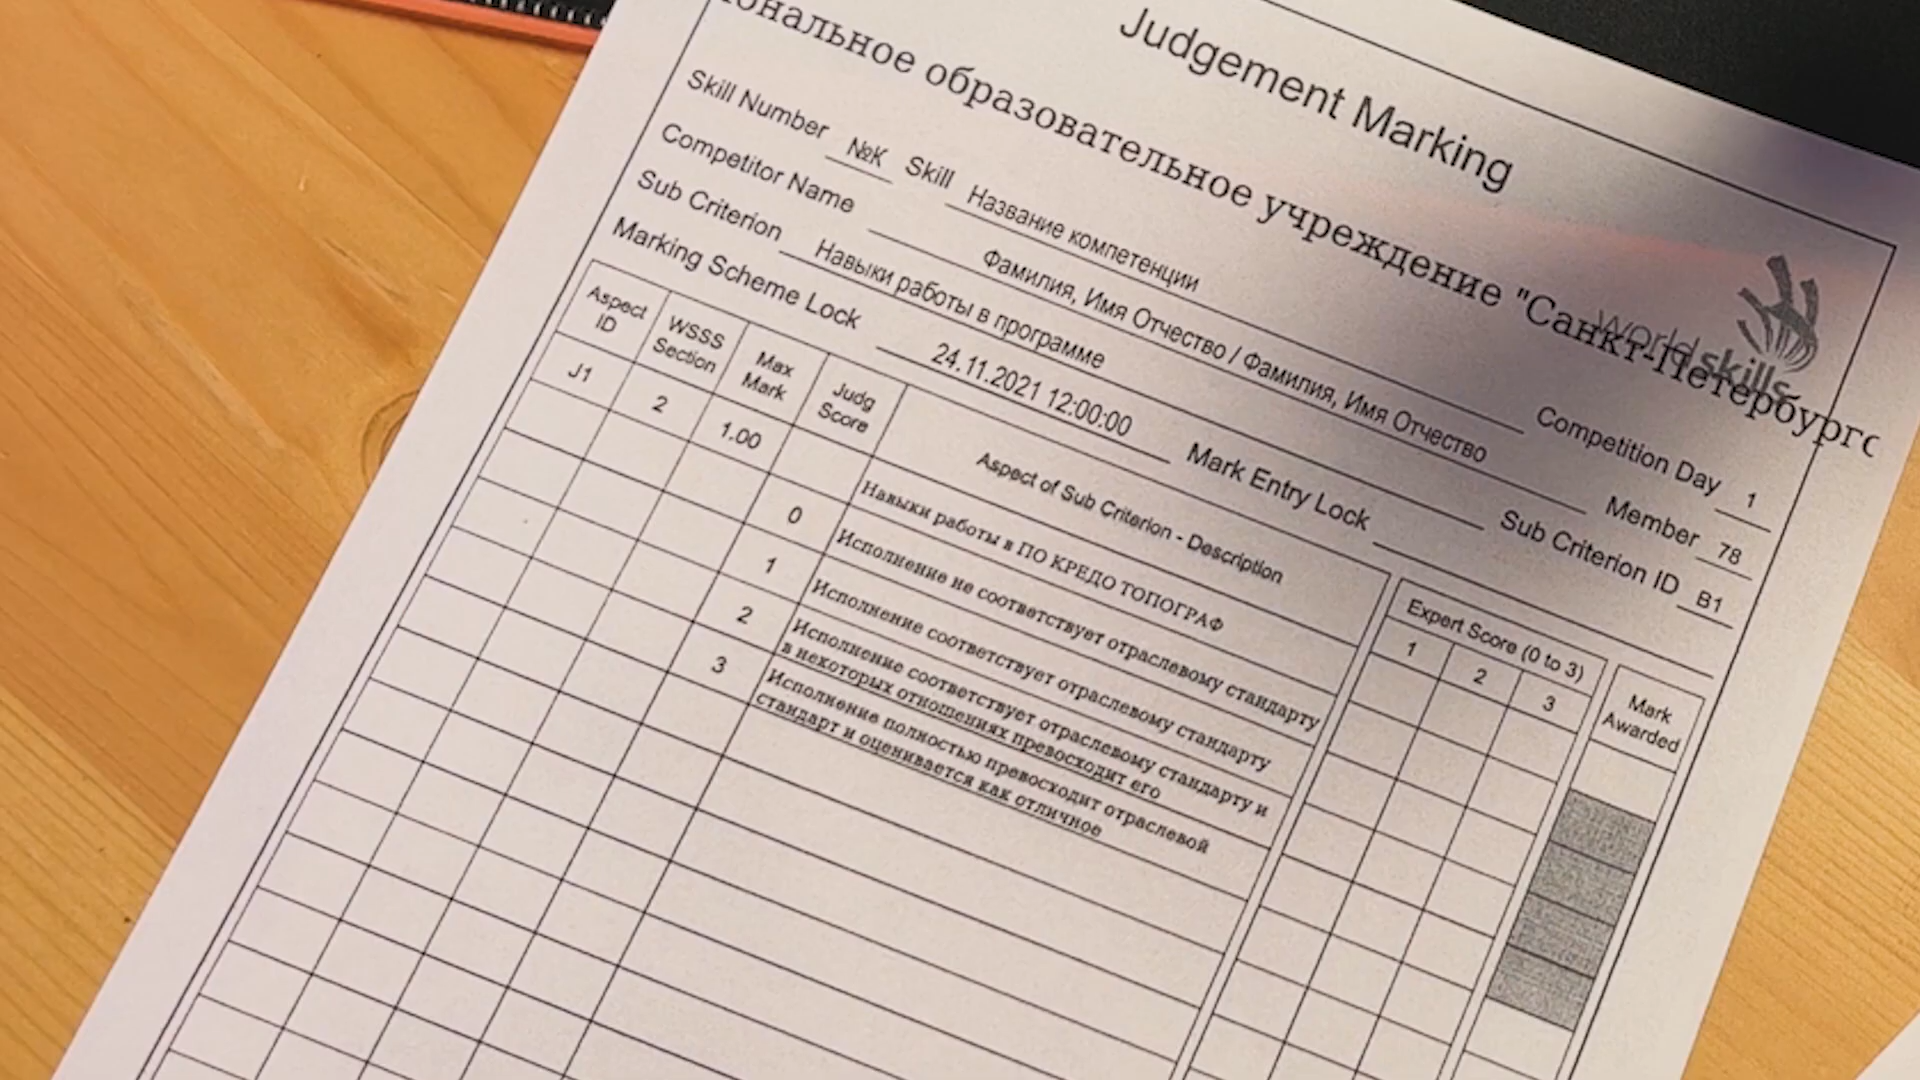 Judgement Marking
ональное образовательное учреждение "Санкт-Петербургс
worldskills
Skill Number №К Skill Название компетенции Competition Day 1
Competitor Name Фамилия, Имя Отчество / Фамилия, Имя Отчество Member 78
Sub Criterion Навыки работы в программе Sub Criterion ID B1
Marking Scheme Lock 24.11.2021 12:00:00 Mark Entry Lock
Aspect ID WSSS Section Max Mark Judg Score Aspect of Sub Criterion - Description Expert Score (0 to 3) Mark Awarded
1 2 3
J1 2 1.00 Навыки работы в ПО КРЕДО ТОПОГРАФ
0 Исполнение не соответствует отраслевому стандарту
1 Исполнение соответствует отраслевому стандарту
2 Исполнение соответствует отраслевому стандарту и
в некоторых отношениях превосходит его
3 Исполнение полностью превосходит отраслевой
стандарт и оценивается как отличное